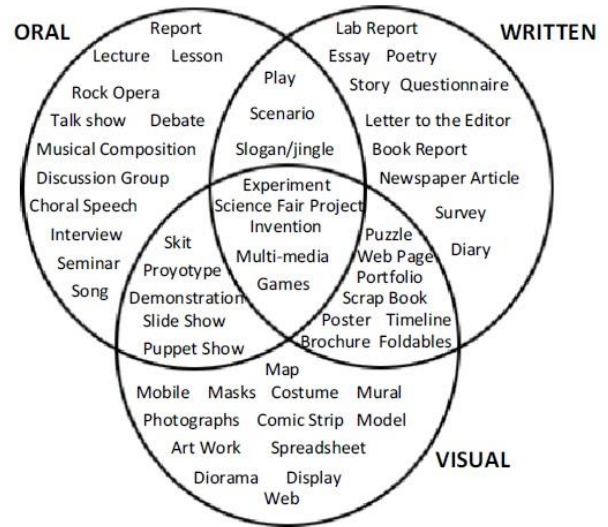 ORAL
Report
Lecture Lesson
Rock Opera
Talk show Debate
Musical Composition
Discussion Group
Choral Speech
Interview
Seminar
Song
Play
Scenario
Slogan/jingle
WRITTEN
Lab Report
Essay Poetry
Story Questionnaire
Letter to the Editor
Book Report
Newspaper Article
Survey
Diary
Experiment
Science Fair Project
Invention
Multi-media
Games
Skit
Proyotype
Demonstration
Slide Show
Puppet Show
Puzzle
Web Page
Portfolio
Scrap Book
Poster Timeline
Brochure Foldables
Map
Mobile Masks Costume Mural
Photographs Comic Strip Model
Art Work Spreadsheet
Diorama Display
Web
VISUAL